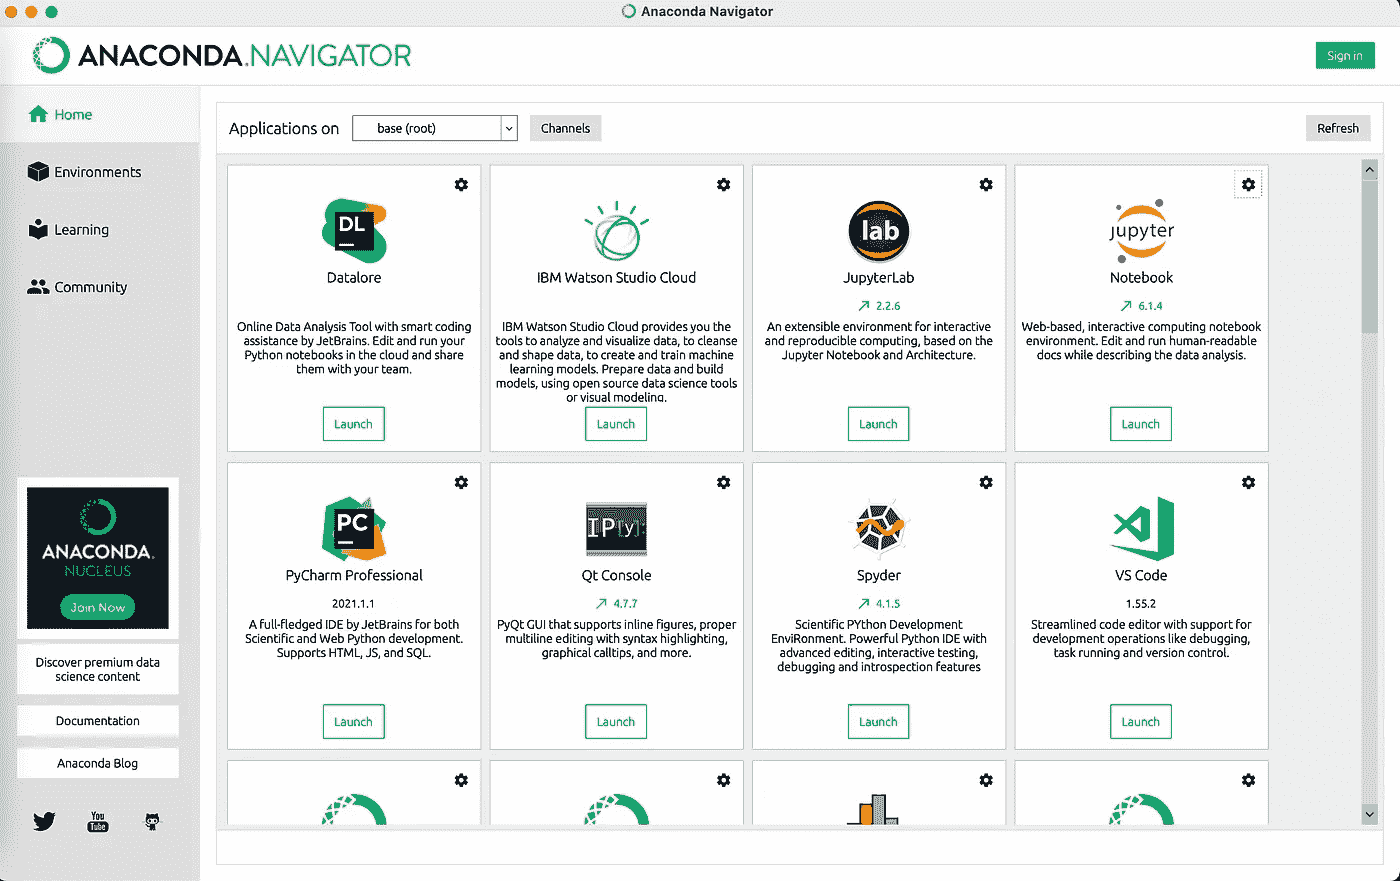 Anaconda Navigator
ANACONDA.NAVIGATOR
Sign in
Home
Environments
Learning
Community
Applications on
base (root)
Channels
Refresh
DL
Datalore
Online Data Analysis Tool with smart coding
assistance by JetBrains. Edit and run your
Python notebooks in the cloud and share
them with your team.
Launch
IBM Watson Studio Cloud
IBM Watson Studio Cloud provides you the
tools to analyze and visualize data, to cleanse
and shape data, to create and train machine
learning models. Prepare data and build
models, using open source data science tools
or visual modeling.
Launch
lab
JupyterLab
2.2.6
An extensible environment for interactive
and reproducible computing, based on the
Jupyter Notebook and Architecture.
Launch
jupyter
Notebook
6.1.4
Web-based, interactive computing notebook
environment. Edit and run human-readable
docs while describing the data analysis.
Launch
PC
PyCharm Professional
2021.1.1
A full-fledged IDE by JetBrains for both
Scientific and Web Python development.
Supports HTML, JS, and SQL.
Launch
IP[y]:
Qt Console
4.7.7
PyQt GUI that supports inline figures, proper
multiline editing with syntax highlighting,
graphical calltips, and more.
Launch
Spyder
4.1.5
Scientific PYthon Development
EnviRonment. Powerful Python IDE with
advanced editing, interactive testing,
debugging and introspection features
Launch
VS Code
1.55.2
Streamlined code editor with support for
development operations like debugging,
task running and version control.
Launch
ANACONDA.
NUCLEUS
Join Now
Discover premium data
science content
Documentation
Anaconda Blog
You
Tube